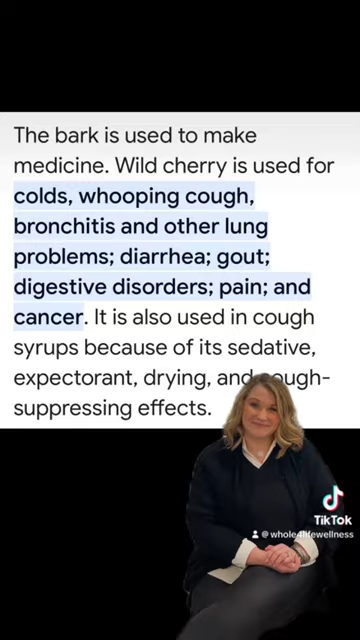 The bark is used to make
medicine. Wild cherry is used for
colds, whooping cough,
bronchitis and other lung
problems; diarrhea; gout;
digestive disorders; pain; and
cancer. It is also used in cough
syrups because of its sedative,
expectorant, drying, and cough-
suppressing effects.
TikTok
@whole4lifewellness